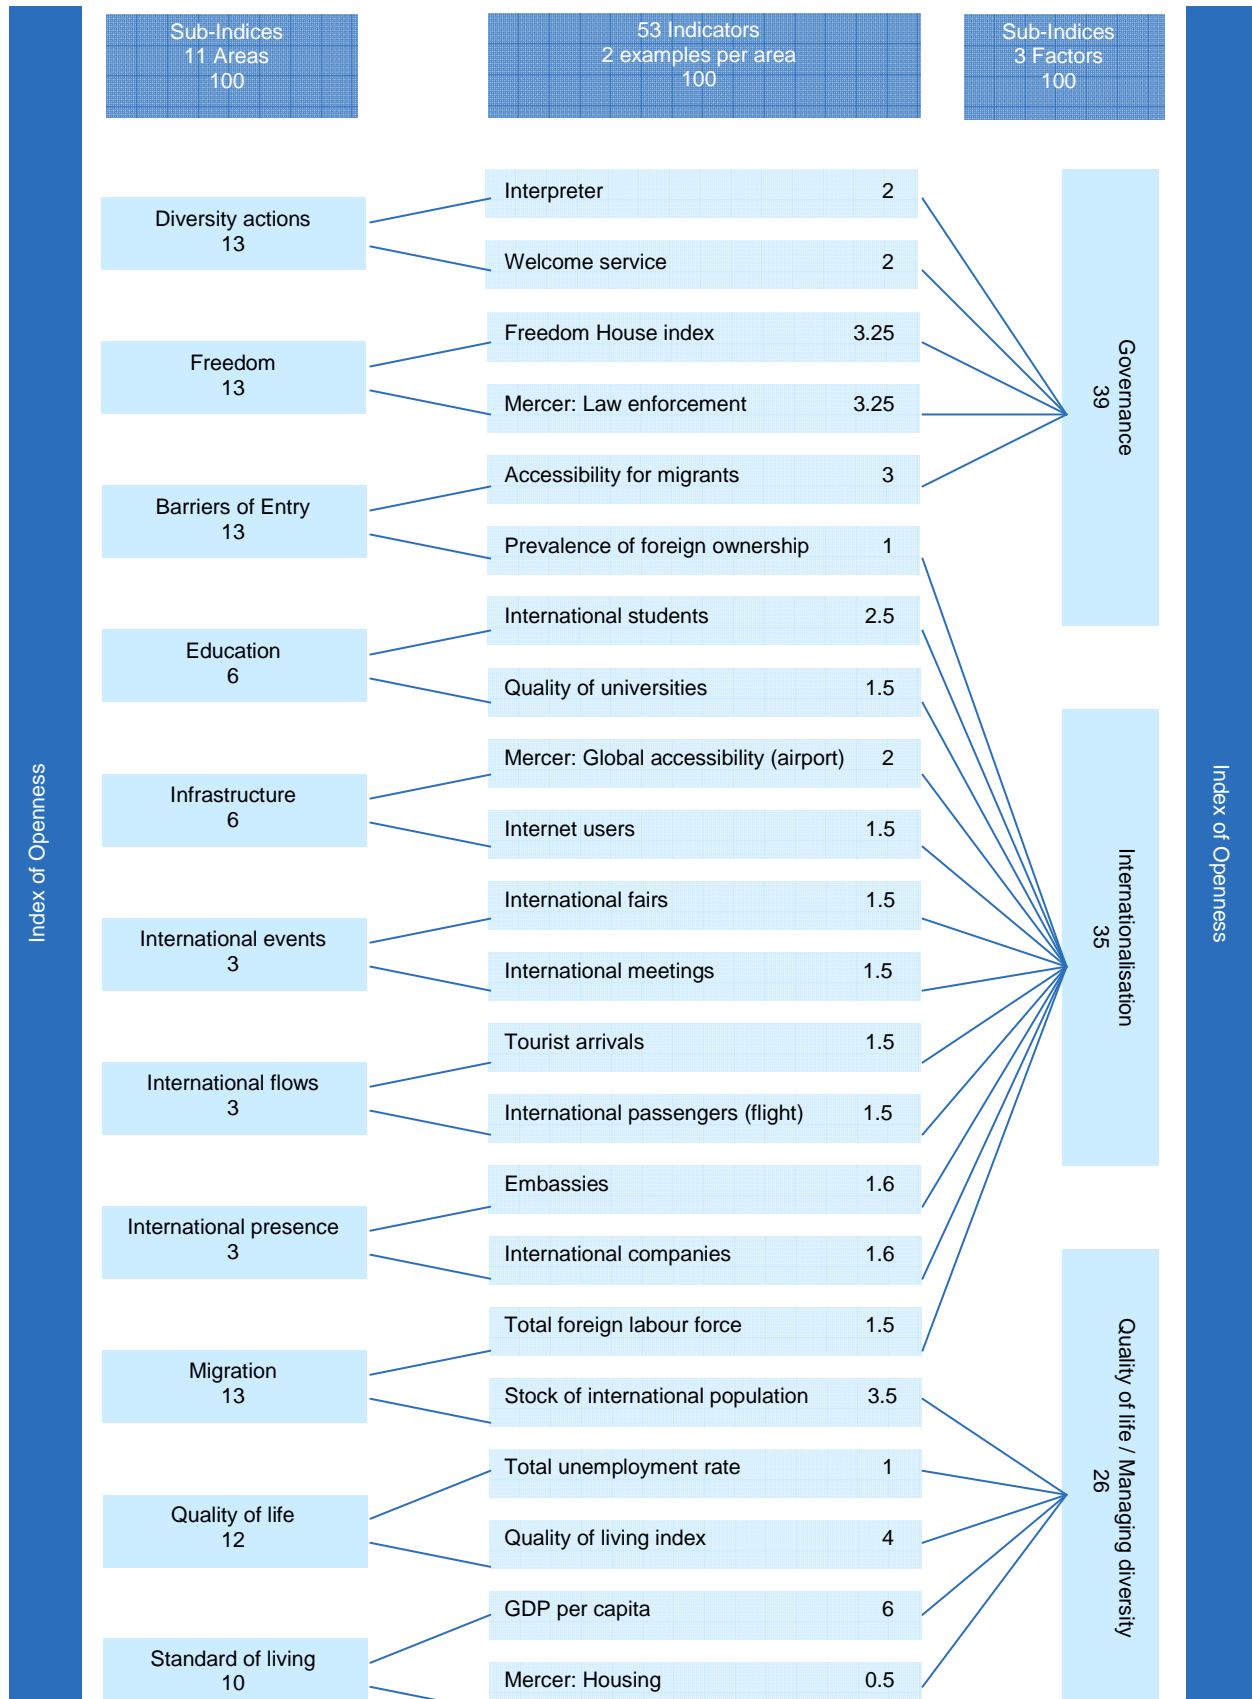 Sub-Indices
11 Areas
100
53 Indicators
2 examples per area
100
Sub-Indices
3 Factors
100
Index of Openness
Diversity actions
13
Freedom
13
Barriers of Entry
13
Education
6
Infrastructure
6
International events
3
International flows
3
International presence
3
Migration
13
Quality of life
12
Standard of living
10
Interpreter 2
Welcome service 2
Freedom House index 3.25
Mercer: Law enforcement 3.25
Accessibility for migrants 3
Prevalence of foreign ownership 1
International students 2.5
Quality of universities 1.5
Mercer: Global accessibility (airport) 2
Internet users 1.5
International fairs 1.5
International meetings 1.5
Tourist arrivals 1.5
International passengers (flight) 1.5
Embassies 1.6
International companies 1.6
Total foreign labour force 1.5
Stock of international population 3.5
Total unemployment rate 1
Quality of living index 4
GDP per capita 6
Mercer: Housing 0.5
Governance
39
Internationalisation
35
Quality of life / Managing diversity
26
Index of Openness